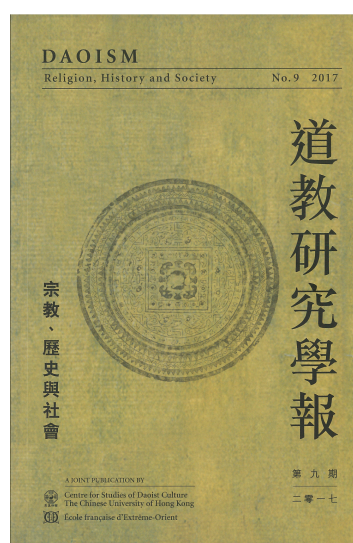 DAOISM
Religion, History and Society No. 9 2017
道教研究學報
宗教、歷史與社會
第九期
二零一七
A JOINT PUBLICATION BY
Centre for Studies of Daoist Culture
The Chinese University of Hong Kong
École française d'Extrême-Orient